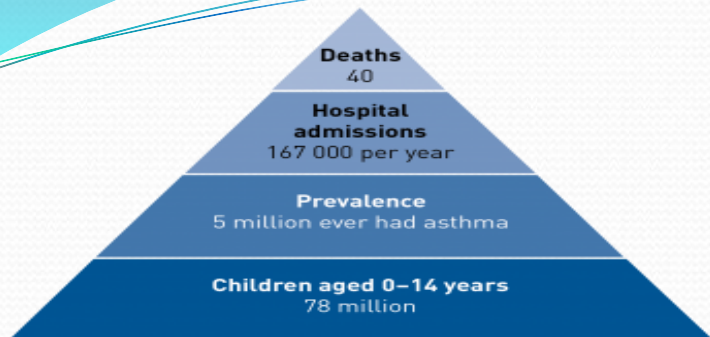 Deaths
40
Hospital
admissions
167 000 per year
Prevalence
5 million ever had asthma
Children aged 0–14 years
78 million